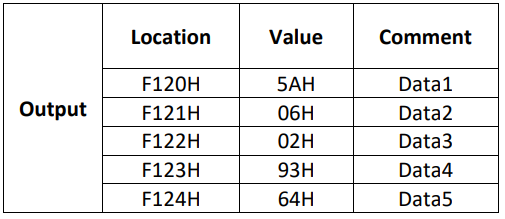 Location Value Comment
Output
F120H 5AH Data1
F121H 06H Data2
F122H 02H Data3
F123H 93H Data4
F124H 64H Data5